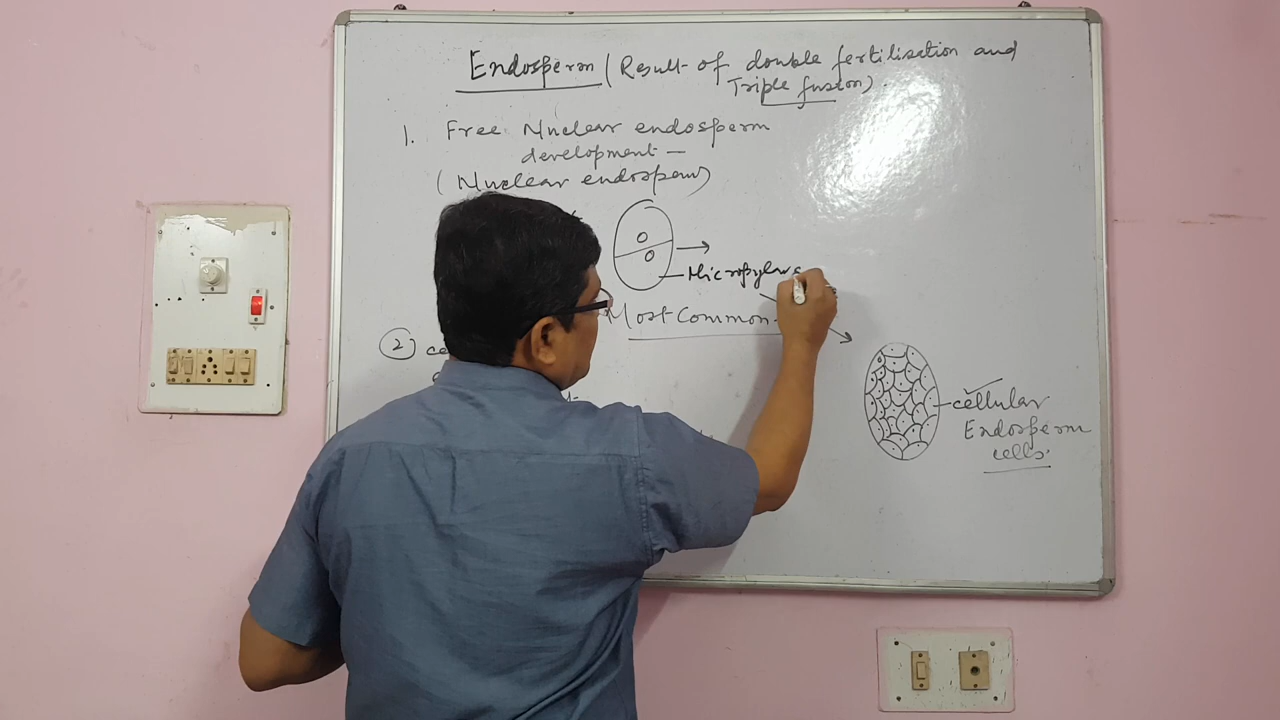 Endosperm (Result of double fertilisation and
Triple fusion).
1. Free Nuclear endosperm
development —
(Nuclear endosperm)
Micropylar
Most Common
2
cellular
Endosperm
cells.